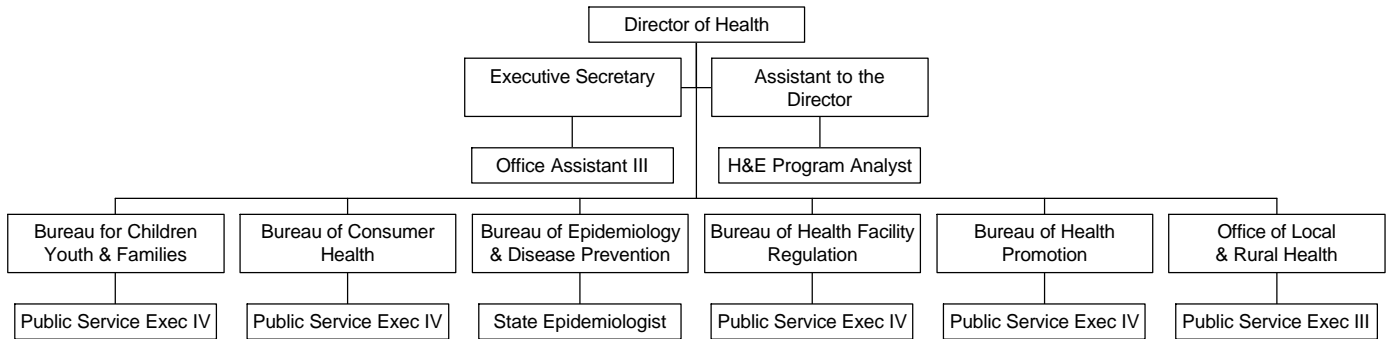 Director of Health
Executive Secretary
Assistant to the
Director
Office Assistant III
H&E Program Analyst
Bureau for Children
Youth & Families
Bureau of Consumer
Health
Bureau of Epidemiology
& Disease Prevention
Bureau of Health Facility
Regulation
Bureau of Health
Promotion
Office of Local
& Rural Health
Public Service Exec IV
Public Service Exec IV
State Epidemiologist
Public Service Exec IV
Public Service Exec IV
Public Service Exec III